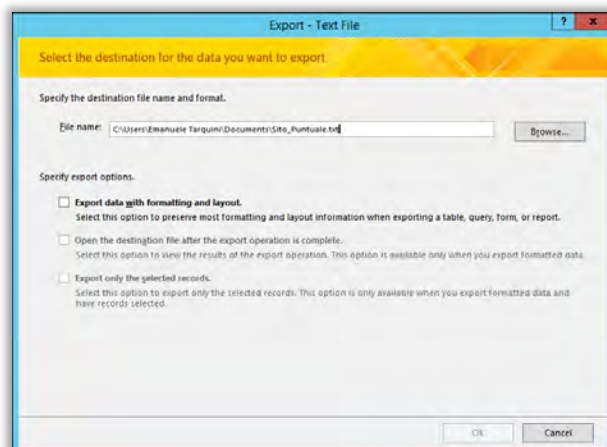 Export - Text File
? x
Select the destination for the data you want to export
Specify the destination file name and format.
File name: C:\Users\Emanuele Tarquini\Documents\Sito_Puntuale.txt
Browse...
Specify export options.
Export data with formatting and layout.
Select this option to preserve most formatting and layout information when exporting a table, query, form, or report.
Open the destination file after the export operation is complete.
Select this option to view the results of the export operation. This option is available only when you export formatted data.
Export only the selected records.
Select this option to export only the selected records. This option is only available when you export formatted data and
have records selected.
OK Cancel